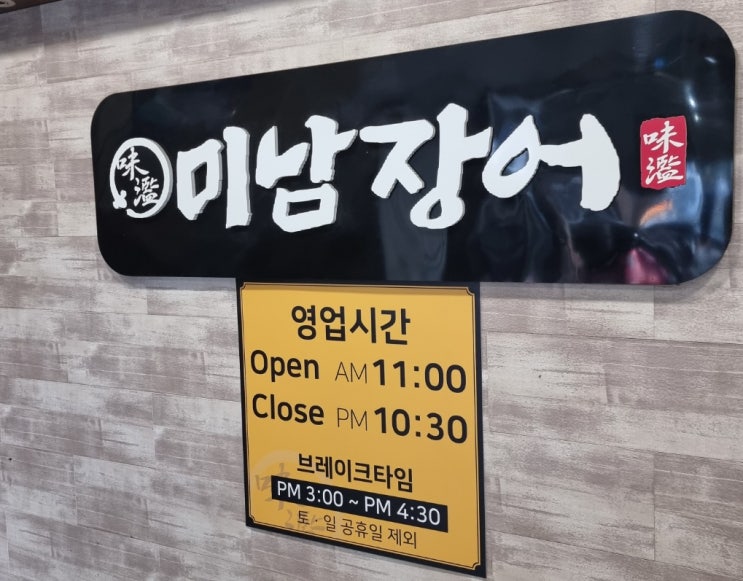 味濫
미남장어
味濫
영업시간
Open AM 11:00
Close PM 10:30
브레이크타임
PM 3:00 ~ PM 4:30
토·일 공휴일 제외